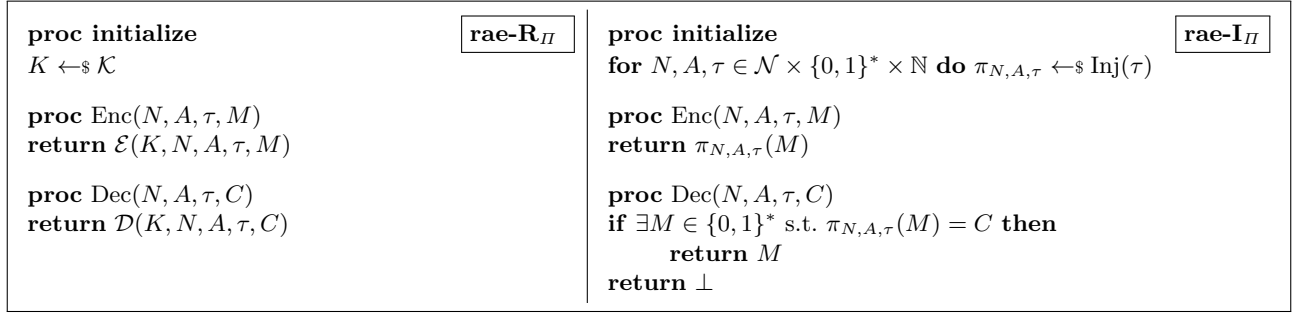 proc initialize
rae-R_Π
K ←$ 𝒦
proc Enc(N, A, τ, M)
return ℰ(K, N, A, τ, M)
proc Dec(N, A, τ, C)
return 𝒟(K, N, A, τ, C)
proc initialize
rae-I_Π
for N, A, τ ∈ 𝒩 × {0, 1}* × ℕ do π_{N,A,τ} ←$ Inj(τ)
proc Enc(N, A, τ, M)
return π_{N,A,τ}(M)
proc Dec(N, A, τ, C)
if ∃M ∈ {0, 1}* s.t. π_{N,A,τ}(M) = C then
return M
return ⊥